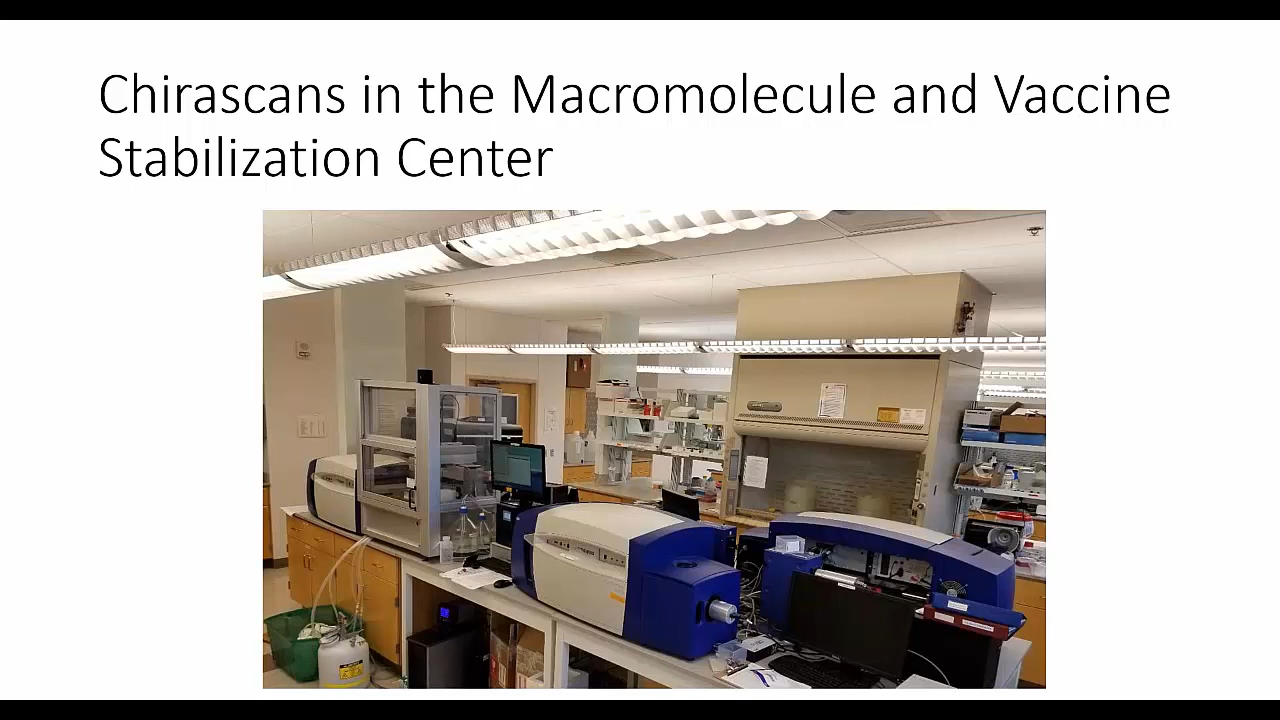 Chirascans in the Macromolecule and Vaccine
Stabilization Center